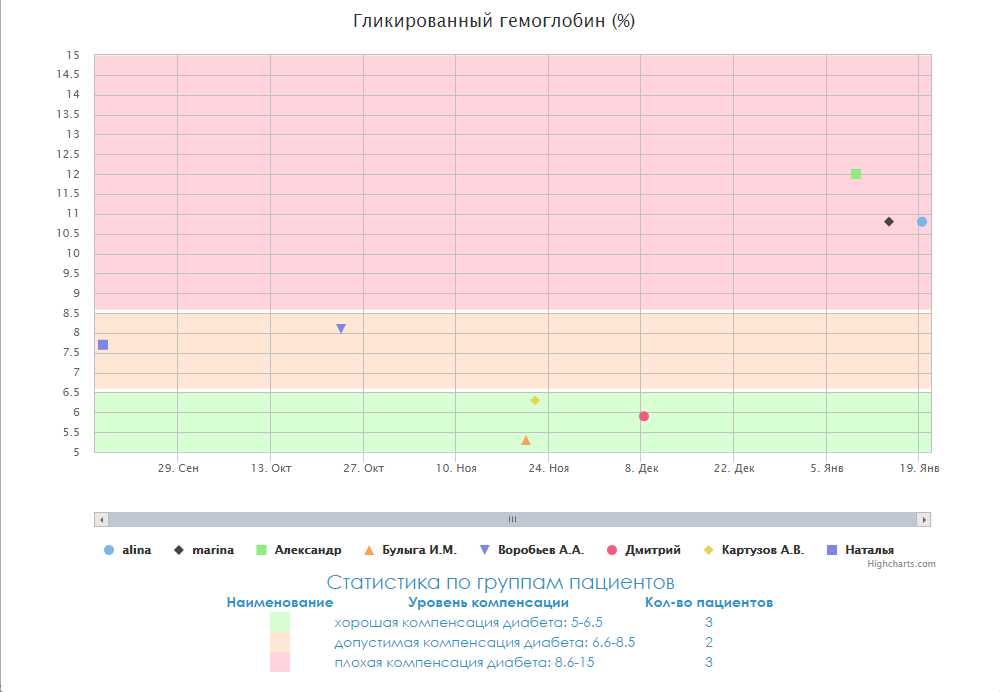 Гликированный гемоглобин (%)
15
14.5
14
13.5
13
12.5
12
11.5
11
10.5
10
9.5
9
8.5
8
7.5
7
6.5
6
5.5
5
29. Сен 13. Окт 27. Окт 10. Ноя 24. Ноя 8. Дек 22. Дек 5. Янв 19. Янв
alina marina Александр Булыга И.М. Воробьев А.А. Дмитрий Картузов А.В. Наталья
Highcharts.com
Статистика по группам пациентов
Наименование Уровень компенсации Кол-во пациентов
хорошая компенсация диабета: 5-6.5 3
допустимая компенсация диабета: 6.6-8.5 2
плохая компенсация диабета: 8.6-15 3